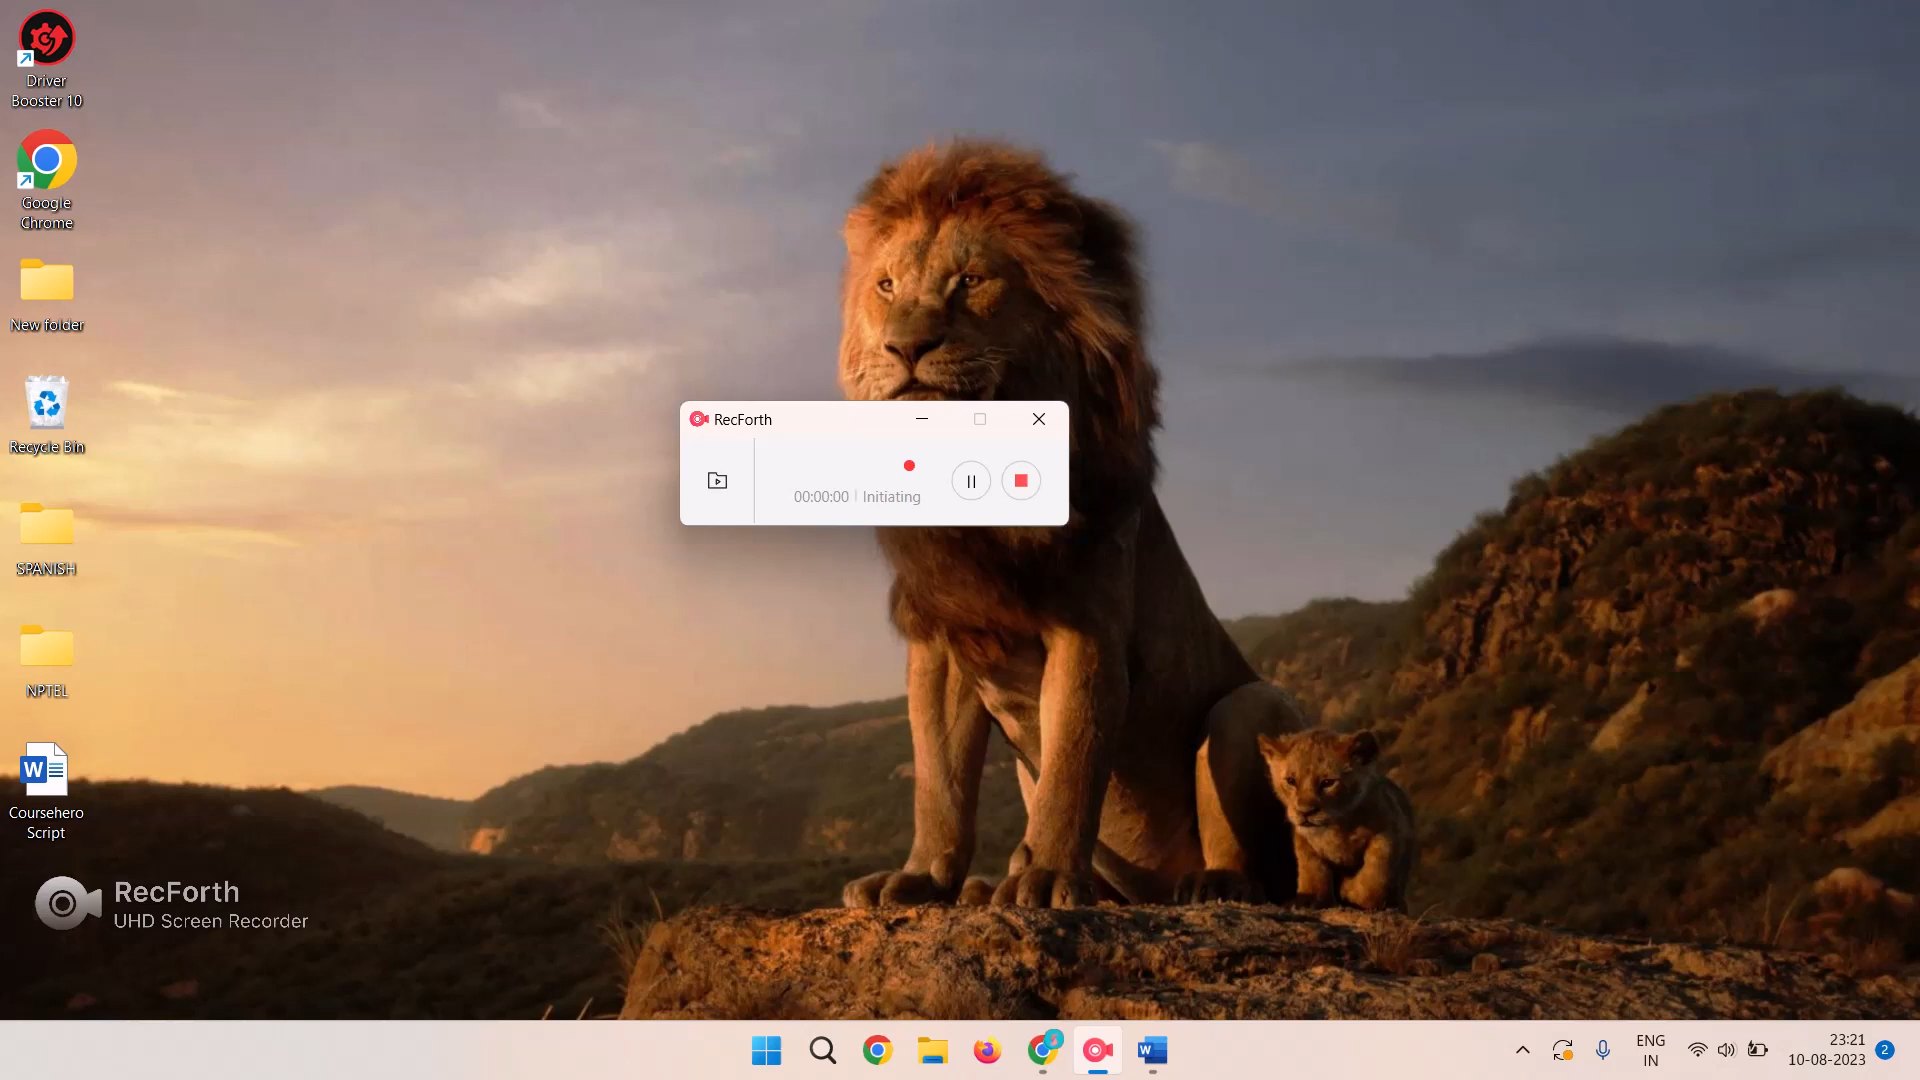 Driver
Booster 10
Google
Chrome
New folder
Recycle Bin
SPANISH
NPTEL
Coursehero
Script
RecForth
00:00:00 | Initiating
RecForth
UHD Screen Recorder
W
W
ENG
IN
23:21
10-08-2023
2